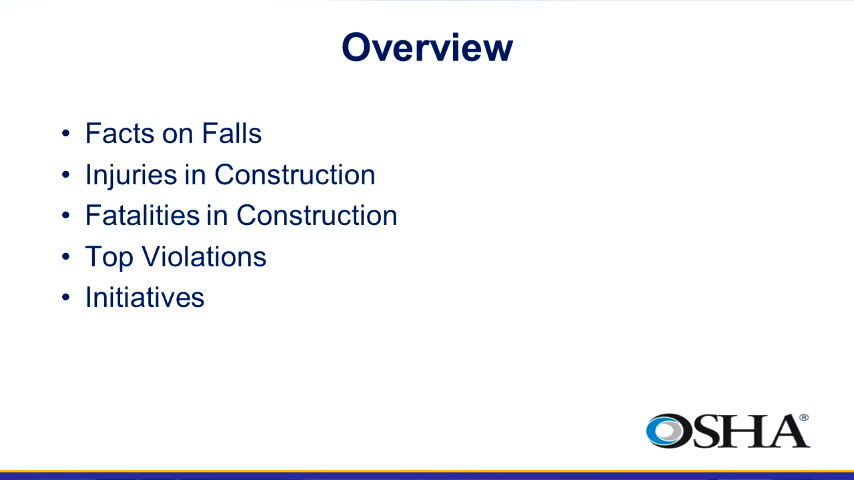 Overview
• Facts on Falls
• Injuries in Construction
• Fatalities in Construction
• Top Violations
• Initiatives
OSHA®